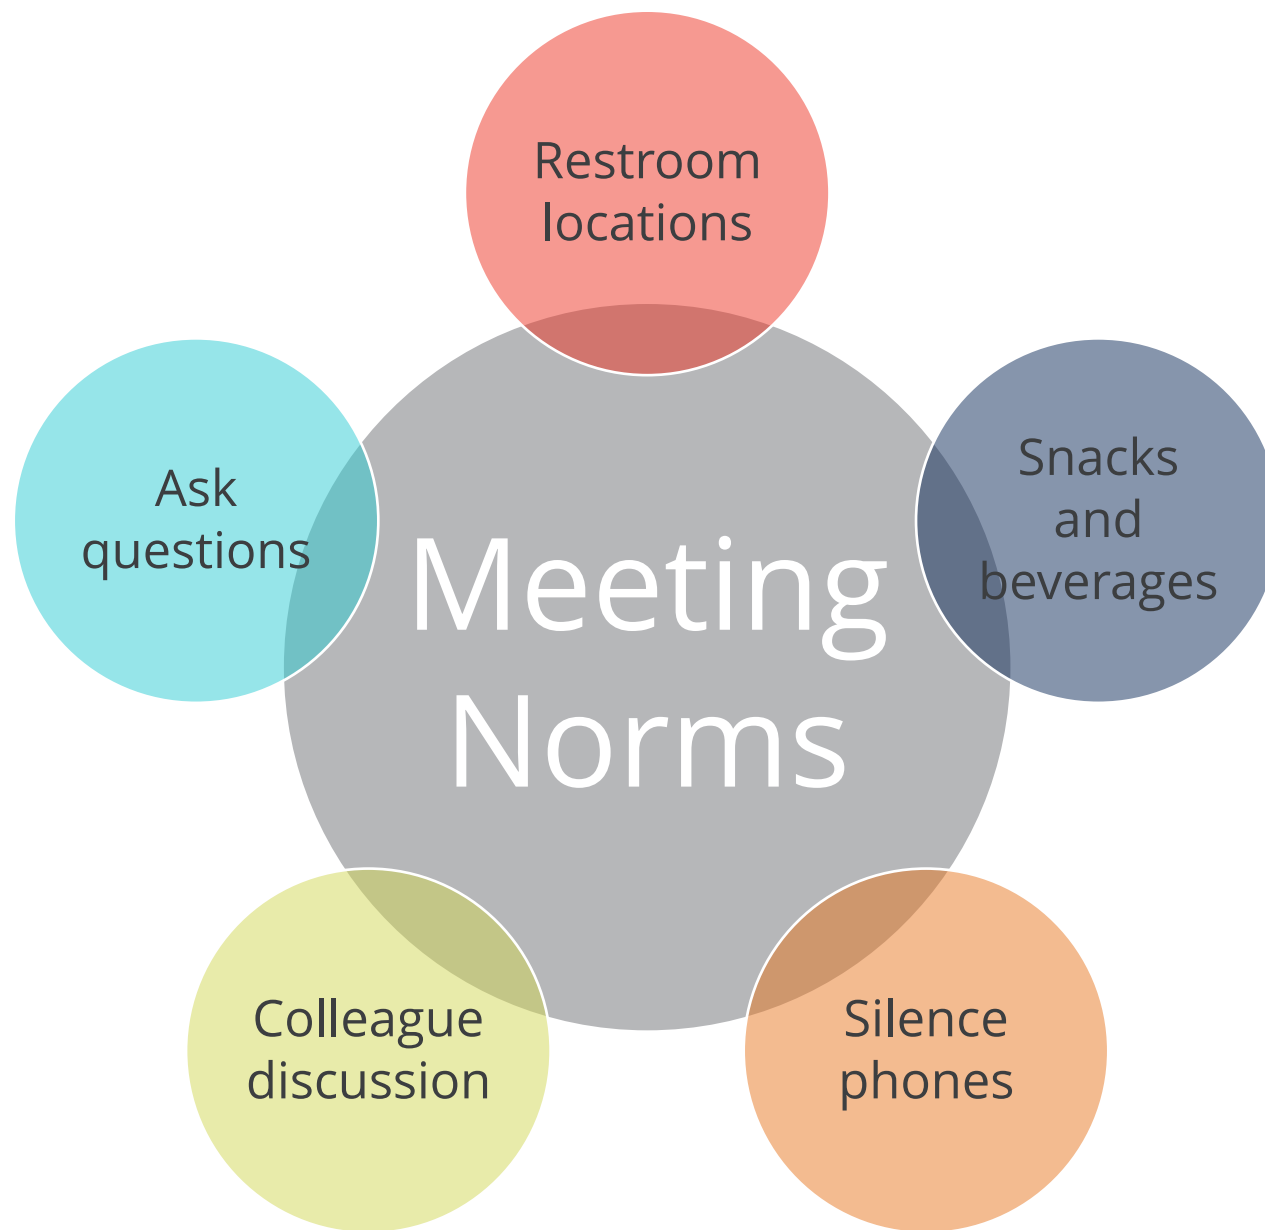 Restroom
locations
Snacks
and
beverages
Silence
phones
Colleague
discussion
Ask
questions
Meeting
Norms